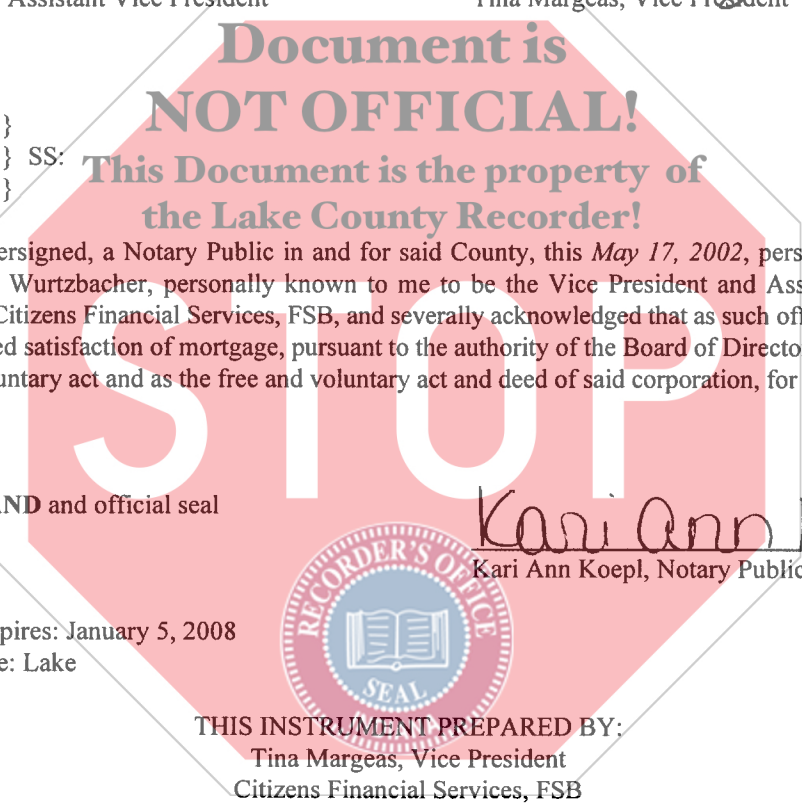 Assistant Vice President Tina Margeas, Vice President
Document is
NOT OFFICIAL!
}
} SS:
}
This Document is the property of
the Lake County Recorder!
ersigned, a Notary Public in and for said County, this May 17, 2002, pers
Wurtzbacher, personally known to me to be the Vice President and Ass
Citizens Financial Services, FSB, and severally acknowledged that as such off
ed satisfaction of mortgage, pursuant to the authority of the Board of Directo
untary act and as the free and voluntary act and deed of said corporation, for
STOP
AND and official seal
Kari Ann
Kari Ann Koepl, Notary Public
RECORDER'S OFFICE
SEAL
pires: January 5, 2008
e: Lake
THIS INSTRUMENT PREPARED BY:
Tina Margeas, Vice President
Citizens Financial Services, FSB